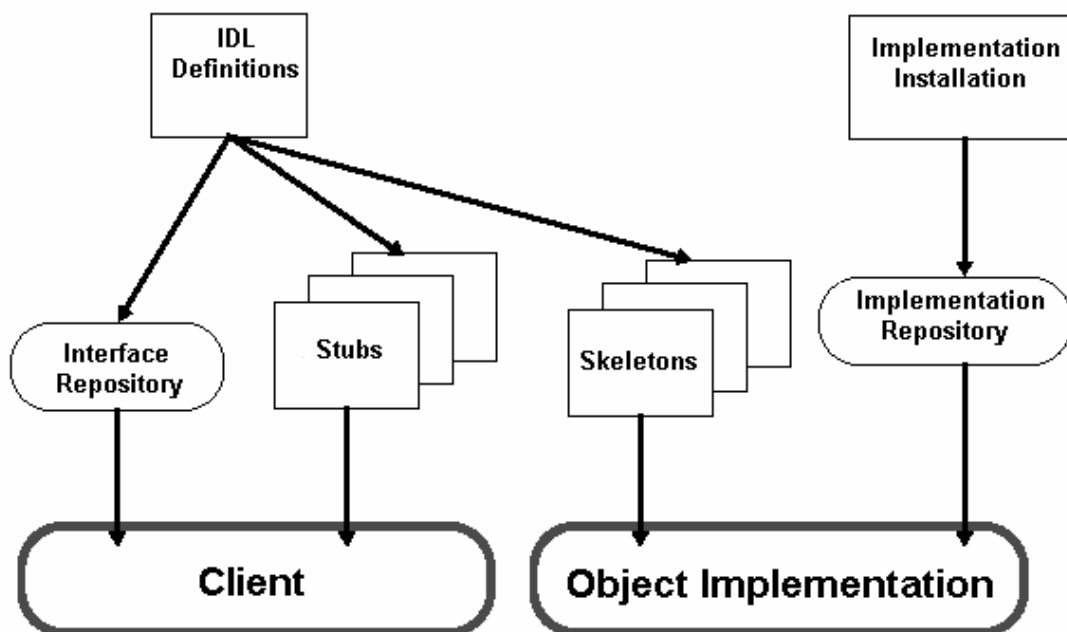 IDL
Definitions
Implementation
Installation
Interface
Repository
Stubs
Skeletons
Implementation
Repository
Client
Object Implementation